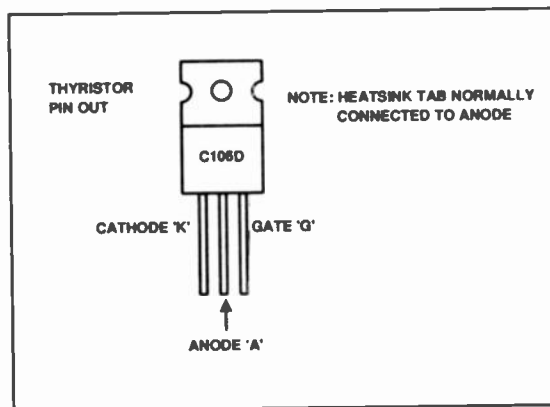 THYRISTOR
PIN OUT
NOTE: HEATSINK TAB NORMALLY
CONNECTED TO ANODE
C106D
CATHODE 'K'
GATE 'G'
ANODE 'A'